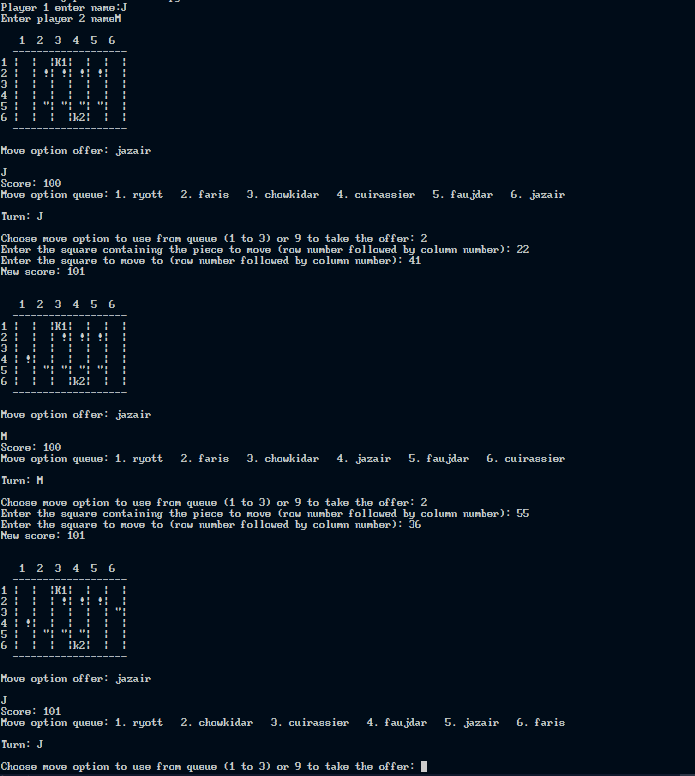 Player 1 enter name:J
Enter player 2 nameM
1  2  3  4  5  6
-------------------
1 |  |  |K1|  |  |  |
2 |  | !| !| !| !|  |
3 |  |  |  |  |  |  |
4 |  |  |  |  |  |  |
5 |  | "| "| "| "|  |
6 |  |  |  |k2|  |  |
-------------------
Move option offer: jazair
J
Score: 100
Move option queue: 1. ryott   2. faris   3. chowkidar   4. cuirassier   5. faujdar   6. jazair
Turn: J
Choose move option to use from queue (1 to 3) or 9 to take the offer: 2
Enter the square containing the piece to move (row number followed by column number): 22
Enter the square to move to (row number followed by column number): 41
New score: 101
1  2  3  4  5  6
-------------------
1 |  |  |K1|  |  |  |
2 |  |  | !| !| !|  |
3 |  |  |  |  |  |  |
4 | !|  |  |  |  |  |
5 |  | "| "| "| "|  |
6 |  |  |  |k2|  |  |
-------------------
Move option offer: jazair
M
Score: 100
Move option queue: 1. ryott   2. faris   3. chowkidar   4. jazair   5. faujdar   6. cuirassier
Turn: M
Choose move option to use from queue (1 to 3) or 9 to take the offer: 2
Enter the square containing the piece to move (row number followed by column number): 55
Enter the square to move to (row number followed by column number): 36
New score: 101
1  2  3  4  5  6
-------------------
1 |  |  |K1|  |  |  |
2 |  |  | !| !| !|  |
3 |  |  |  |  |  | "|
4 | !|  |  |  |  |  |
5 |  | "| "| "|  |  |
6 |  |  |  |k2|  |  |
-------------------
Move option offer: jazair
J
Score: 101
Move option queue: 1. ryott   2. chowkidar   3. cuirassier   4. faujdar   5. jazair   6. faris
Turn: J
Choose move option to use from queue (1 to 3) or 9 to take the offer: